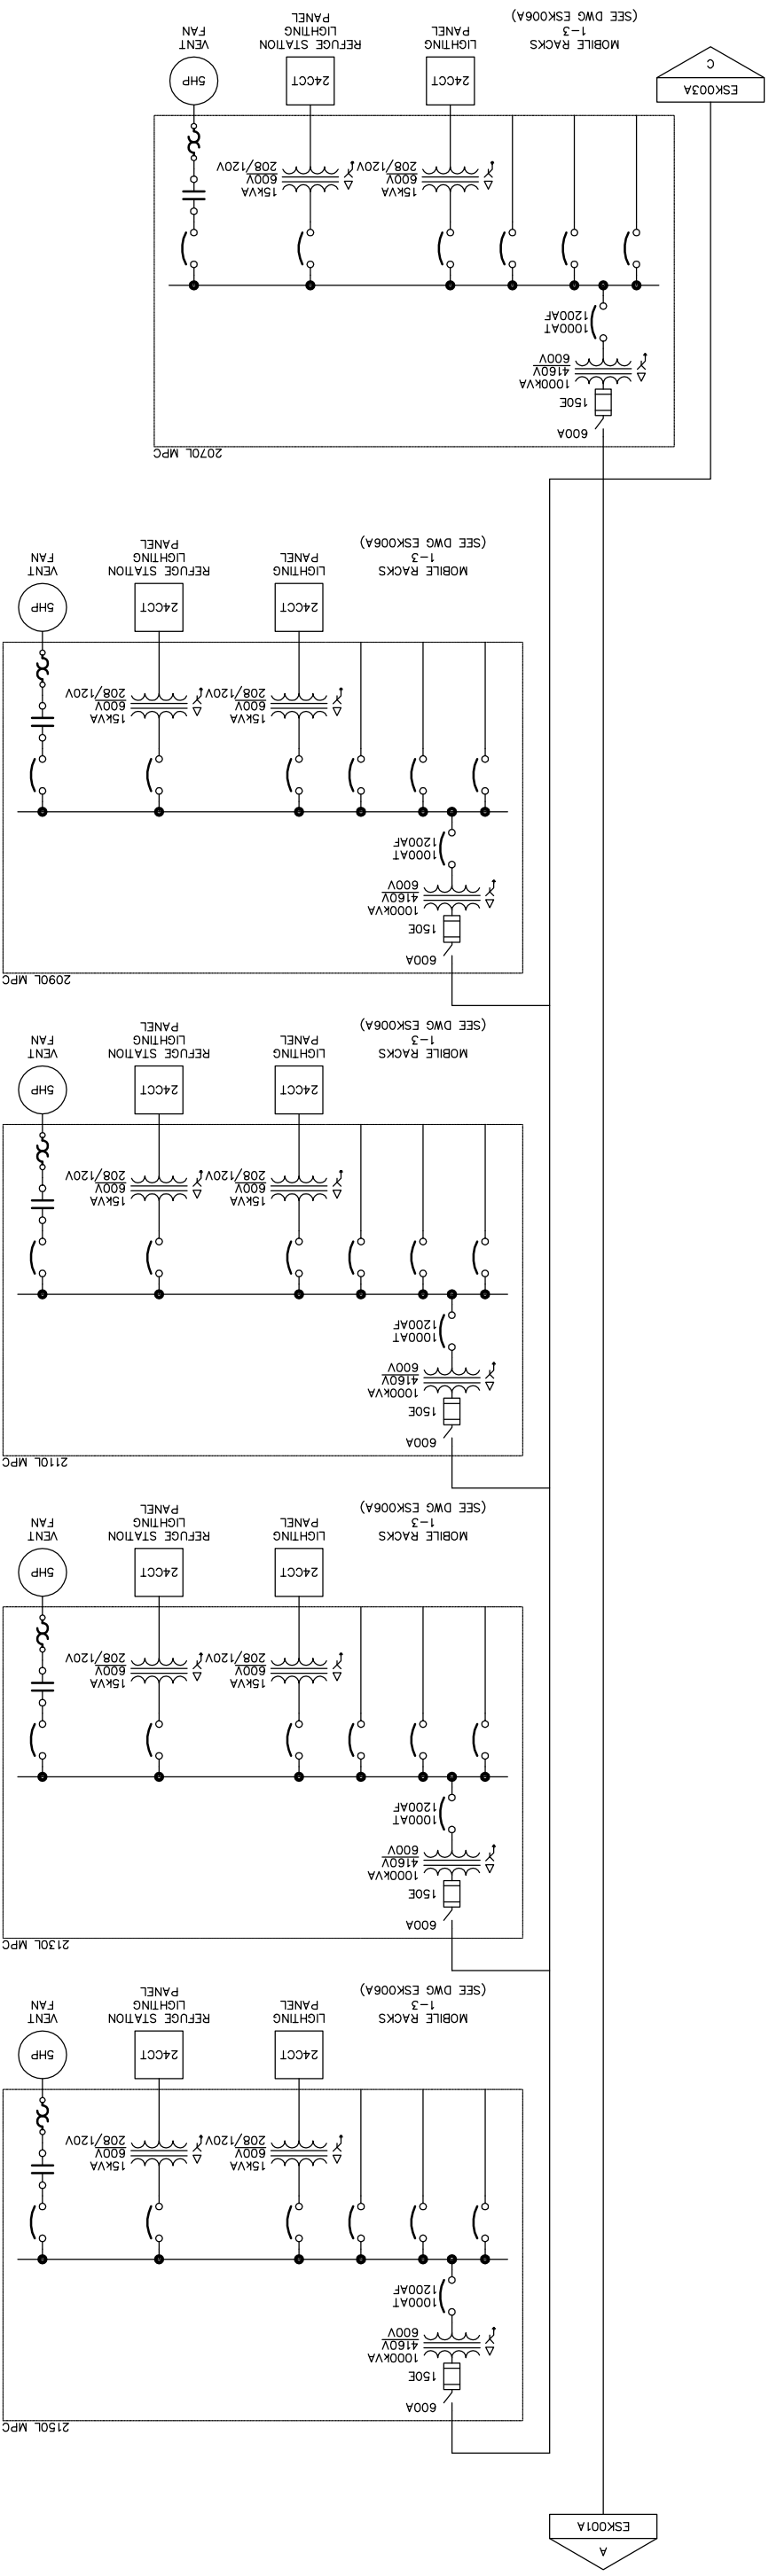 A
ESK001A
2150L MPC
600A
150E
1000kVA
4160V
600V
1000AT
1200AF
15kVA
600V
208/120V
15kVA
600V
208/120V
24CCT
24CCT
5HP
MOBILE RACKS
1-3
(SEE DWG ESK006A)
LIGHTING
PANEL
REFUGE STATION
LIGHTING
PANEL
VENT
FAN
2130L MPC
600A
150E
1000kVA
4160V
600V
1000AT
1200AF
15kVA
600V
208/120V
15kVA
600V
208/120V
24CCT
24CCT
5HP
MOBILE RACKS
1-3
(SEE DWG ESK006A)
LIGHTING
PANEL
REFUGE STATION
LIGHTING
PANEL
VENT
FAN
2110L MPC
600A
150E
1000kVA
4160V
600V
1000AT
1200AF
15kVA
600V
208/120V
15kVA
600V
208/120V
24CCT
24CCT
5HP
MOBILE RACKS
1-3
(SEE DWG ESK006A)
LIGHTING
PANEL
REFUGE STATION
LIGHTING
PANEL
VENT
FAN
2090L MPC
600A
150E
1000kVA
4160V
600V
1000AT
1200AF
15kVA
600V
208/120V
15kVA
600V
208/120V
24CCT
24CCT
5HP
MOBILE RACKS
1-3
(SEE DWG ESK006A)
LIGHTING
PANEL
REFUGE STATION
LIGHTING
PANEL
VENT
FAN
2070L MPC
600A
150E
1000kVA
4160V
600V
1000AT
1200AF
15kVA
600V
208/120V
15kVA
600V
208/120V
24CCT
24CCT
5HP
MOBILE RACKS
1-3
(SEE DWG ESK006A)
LIGHTING
PANEL
REFUGE STATION
LIGHTING
PANEL
VENT
FAN
ESK003A
C